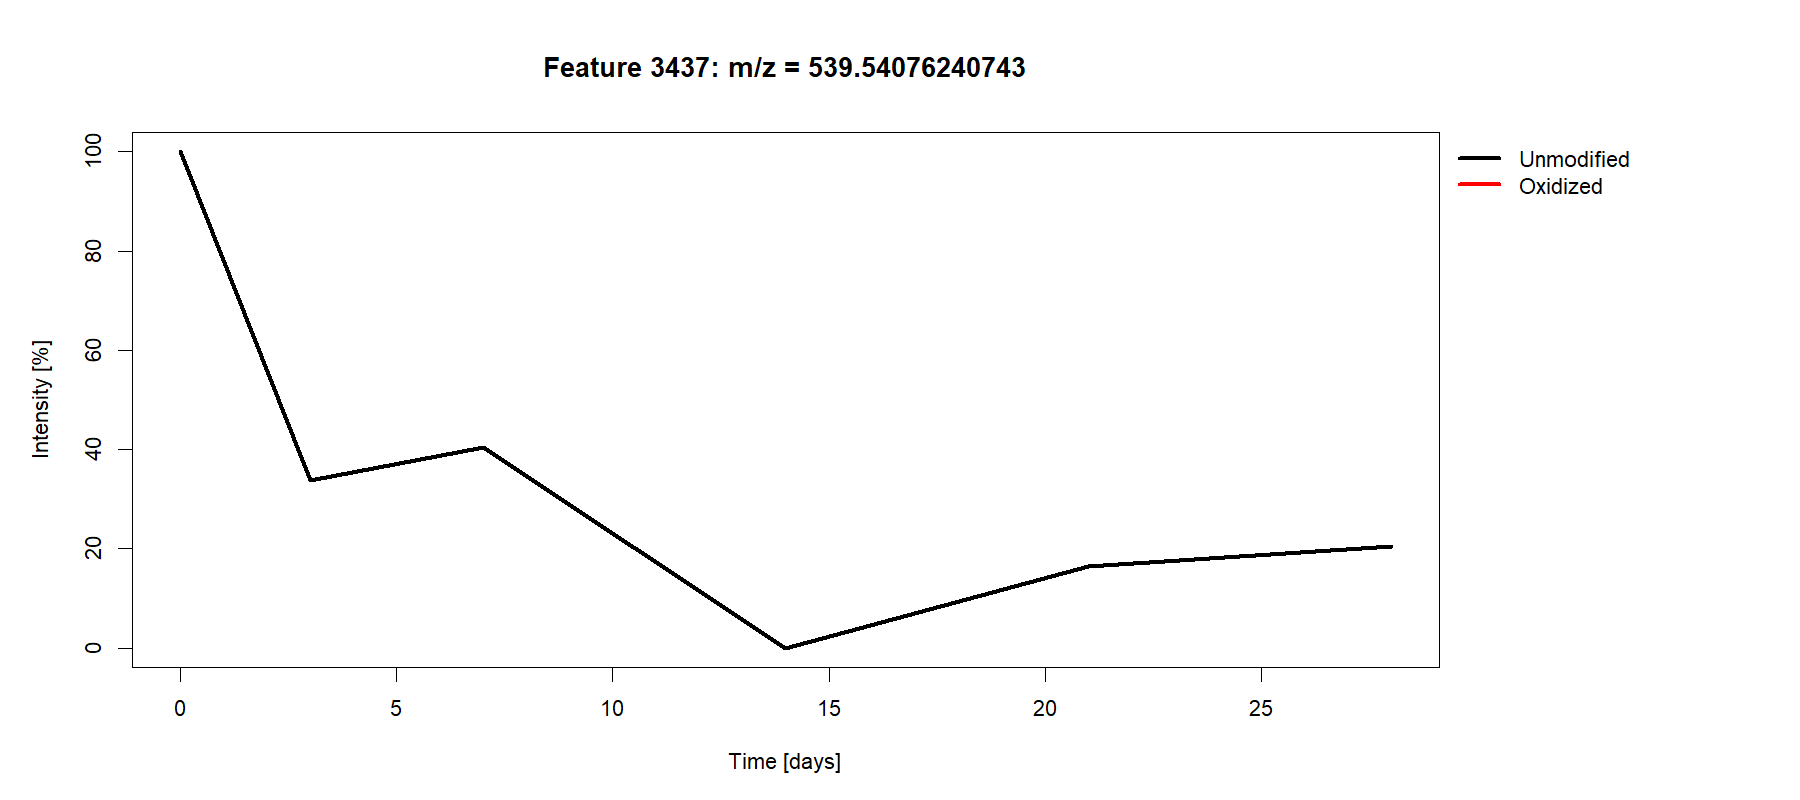 Feature 3437: m/z = 539.54076240743
Unmodified
Oxidized
Intensity [%]
100
80
60
40
20
0
0 5 10 15 20 25
Time [days]